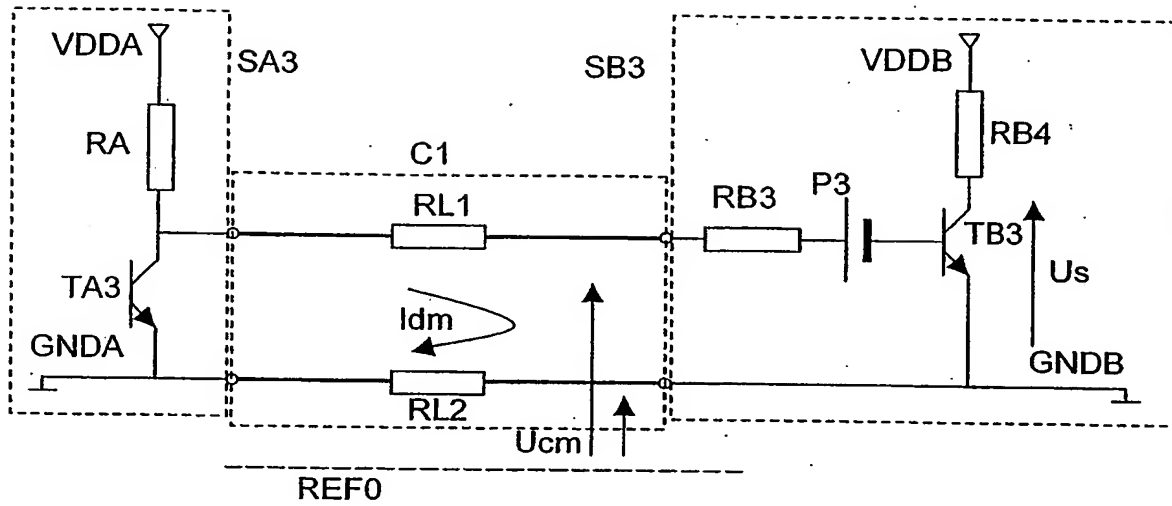 VDDA
SA3
SB3
VDDB
RA
C1
RB4
RL1
RB3
P3
TA3
TB3
Idm
Us
GNDA
GNDB
RL2
Ucm
REF0